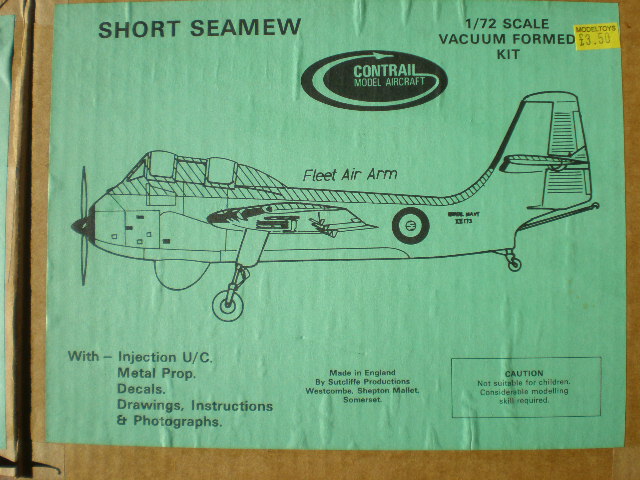 SHORT SEAMEW
1/72 SCALE
VACUUM FORMED
KIT
MODELTOYS
£3.50
CONTRAIL
MODEL AIRCRAFT
Fleet Air Arm
ROYAL NAVY
With – Injection U/C.
Metal Prop.
Decals.
Drawings, Instructions
& Photographs.
Made in England
By Sutcliffe Productions
Westcombe, Shepton Mallet,
Somerset.
CAUTION
Not suitable for children.
Considerable modelling
skill required.